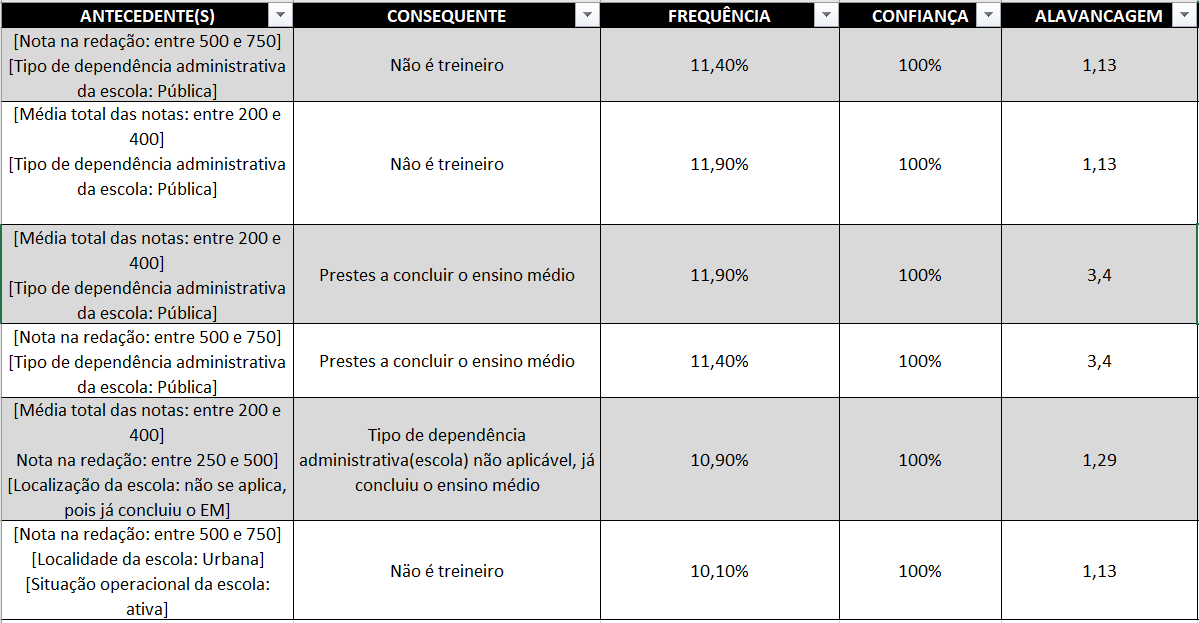 ANTECEDENTE(S) CONSEQUENTE FREQUÊNCIA CONFIANÇA ALAVANCAGEM
[Nota na redação: entre 500 e 750]
[Tipo de dependência administrativa
da escola: Pública]
Não é treineiro
11,40%
100%
1,13
[Média total das notas: entre 200 e
400]
[Tipo de dependência administrativa
da escola: Pública]
Nâo é treineiro
11,90%
100%
1,13
[Média total das notas: entre 200 e
400]
[Tipo de dependência administrativa
da escola: Pública]
Prestes a concluir o ensino médio
11,90%
100%
3,4
[Nota na redação: entre 500 e 750]
[Tipo de dependência administrativa
da escola: Pública]
Prestes a concluir o ensino médio
11,40%
100%
3,4
[Média total das notas: entre 200 e
400]
Nota na redação: entre 250 e 500]
[Localização da escola: não se aplica,
pois já concluiu o EM]
Tipo de dependência
administrativa(escola) não aplicável, já
concluiu o ensino médio
10,90%
100%
1,29
[Nota na redação: entre 500 e 750]
[Localidade da escola: Urbana]
[Situação operacional da escola:
ativa]
Näo é treineiro
10,10%
100%
1,13